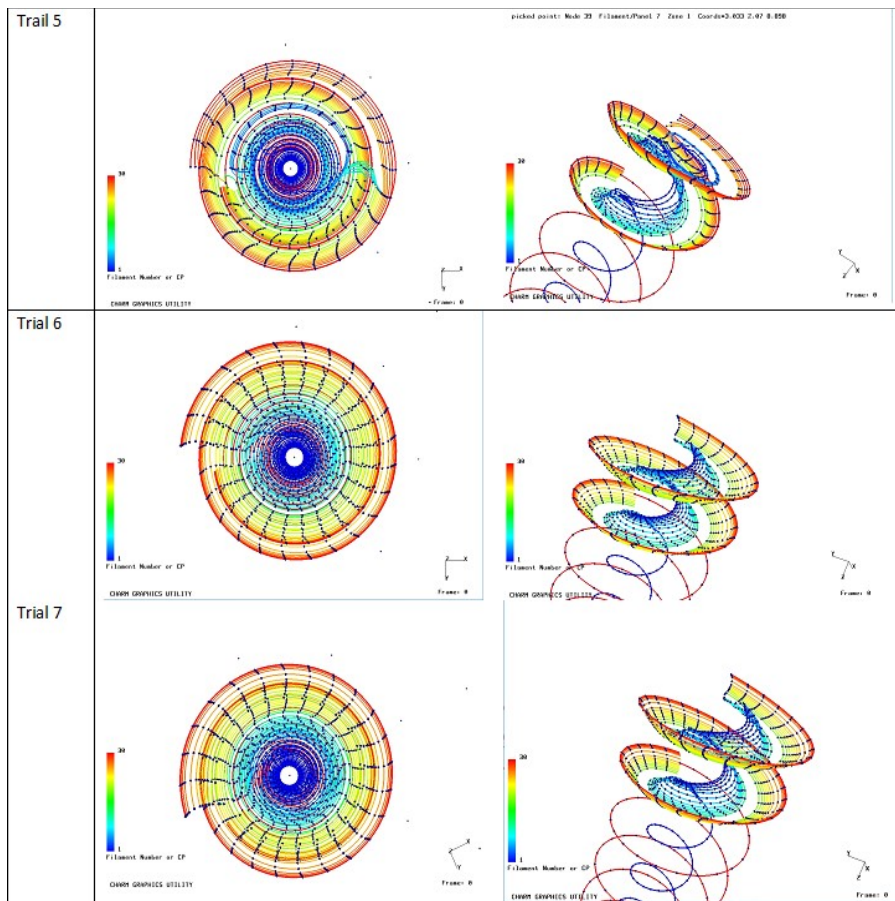 Trail 5
picked point: Node 39 Filament/Panel 7 Zone 1 Coords=3.033 2.07 0.898
30
1
Filament Number or CP
CHARM GRAPHICS UTILITY
Z X
Y
Frame: 0
30
1
Filament Number or CP
CHARM GRAPHICS UTILITY
Y
Z X
Frame: 0
Trial 6
30
1
Filament Number or CP
CHARM GRAPHICS UTILITY
Z X
Y
Frame: 0
30
1
Filament Number or CP
CHARM GRAPHICS UTILITY
Y
X
Z
Frame: 0
Trial 7
30
1
Filament Number or CP
CHARM GRAPHICS UTILITY
X
Z
Y
Frame: 0
30
1
Filament Number or CP
CHARM GRAPHICS UTILITY
Y
X
Z
Frame: 0